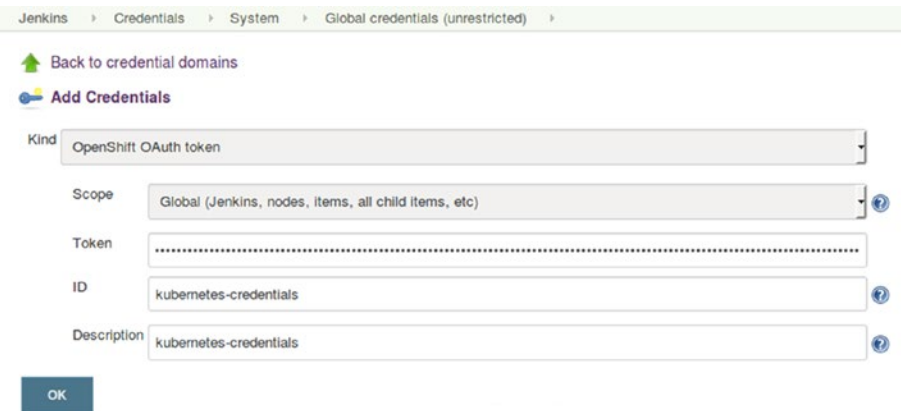 Jenkins Credentials System Global credentials (unrestricted)
Back to credential domains
Add Credentials
Kind OpenShift OAuth token
Scope Global (Jenkins, nodes, items, all child items, etc)
Token
ID kubernetes-credentials
Description kubernetes-credentials
OK